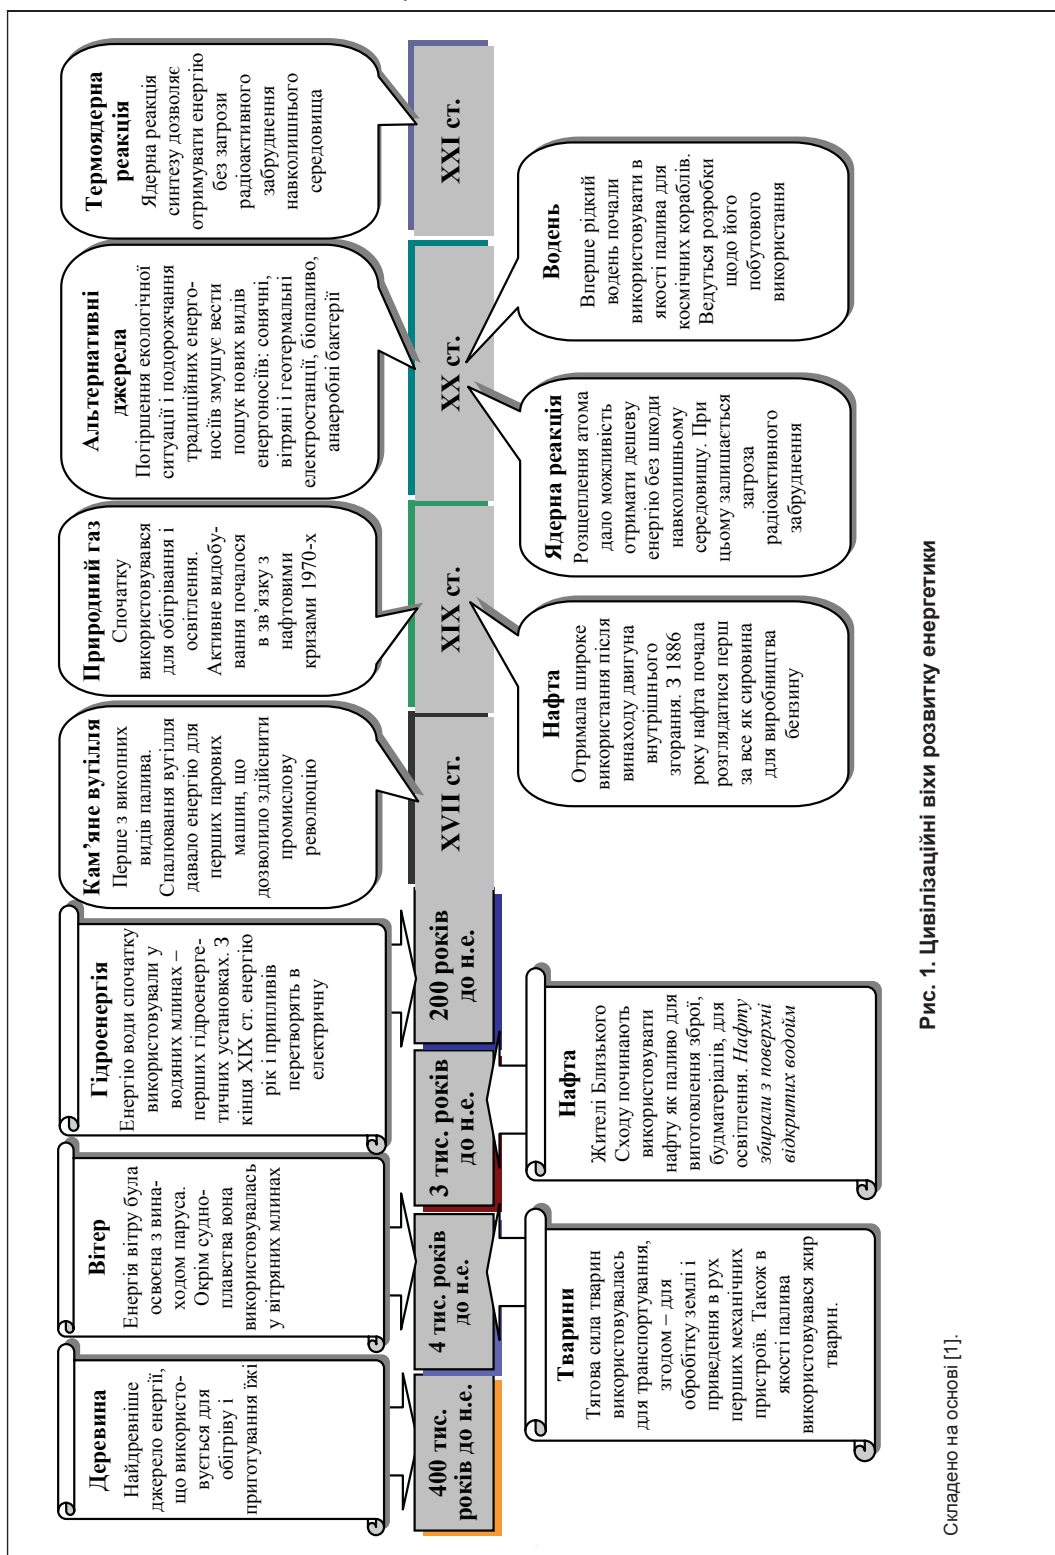 Деревина
Найдревніше
джерело енергії,
що використо-
вується для
обігріву і
приготування їжі
Вітер
Енергія вітру була
освоєна з вина-
ходом паруса.
Окрім судно-
плавства вона
використовувалась
у вітряних млинах
Гідроенергія
Енергію води спочатку
використовували у
водяних млинах –
перших гідроенерге-
тичних установках. З
кінця XIX ст. енергію
рік і припливів
перетворять в
електричну
Кам’яне вугілля
Перше з викопних
видів палива.
Спалювання вугілля
давало енергію для
перших парових
машин, що
дозволило здійснити
промислову
революцію
Природний газ
Спочатку
використовувався
для обігрівання і
освітлення.
Активне видобу-
вання почалося
в зв’язку з
нафтовими
кризами 1970-х
Альтернативні
джерела
Погіршення екологічної
ситуації і подорожчання
традиційних енерго-
носіїв змушує вести
пошук нових видів
енергоносіїв: сонячні,
вітряні і геотермальні
електростанції, біопаливо,
анаеробні бактерії
Термоядерна
реакція
Ядерна реакція
синтезу дозволяє
отримувати енергію
без загрози
радіоактивного
забруднення
навколишнього
середовища
400 тис.
років до н.е.
4 тис. років
до н.е.
3 тис. років
до н.е.
200 років
до н.е.
XVII ст.
XIX ст.
XX ст.
XXI ст.
Тварини
Тягова сила тварин
використовувалась
для транспортування,
згодом – для
обробітку землі і
приведення в рух
перших механічних
пристроїв. Також в
якості палива
використовувався жир
тварин.
Нафта
Жителі Близького
Сходу починають
використовувати
нафту як паливо для
виготовлення зброї,
будматеріалів, для
освітлення. Нафту
збирали з поверхні
відкритих водойм
Нафта
Отримала широке
використання після
винаходу двигуна
внутрішнього
згорання. З 1886
року нафта почала
розглядатися перш
за все як сировина
для виробництва
бензину
Ядерна реакція
Розщеплення атома
дало можливість
отримати дешеву
енергію без шкоди
навколишньому
середовищу. При
цьому залишається
загроза
радіоактивного
забруднення
Водень
Вперше рідкий
водень почали
використовувати в
якості палива для
космічних кораблів.
Ведуться розробки
щодо його
побутового
використання
Рис. 1. Цивілізаційні віхи розвитку енергетики
Складено на основі [1].